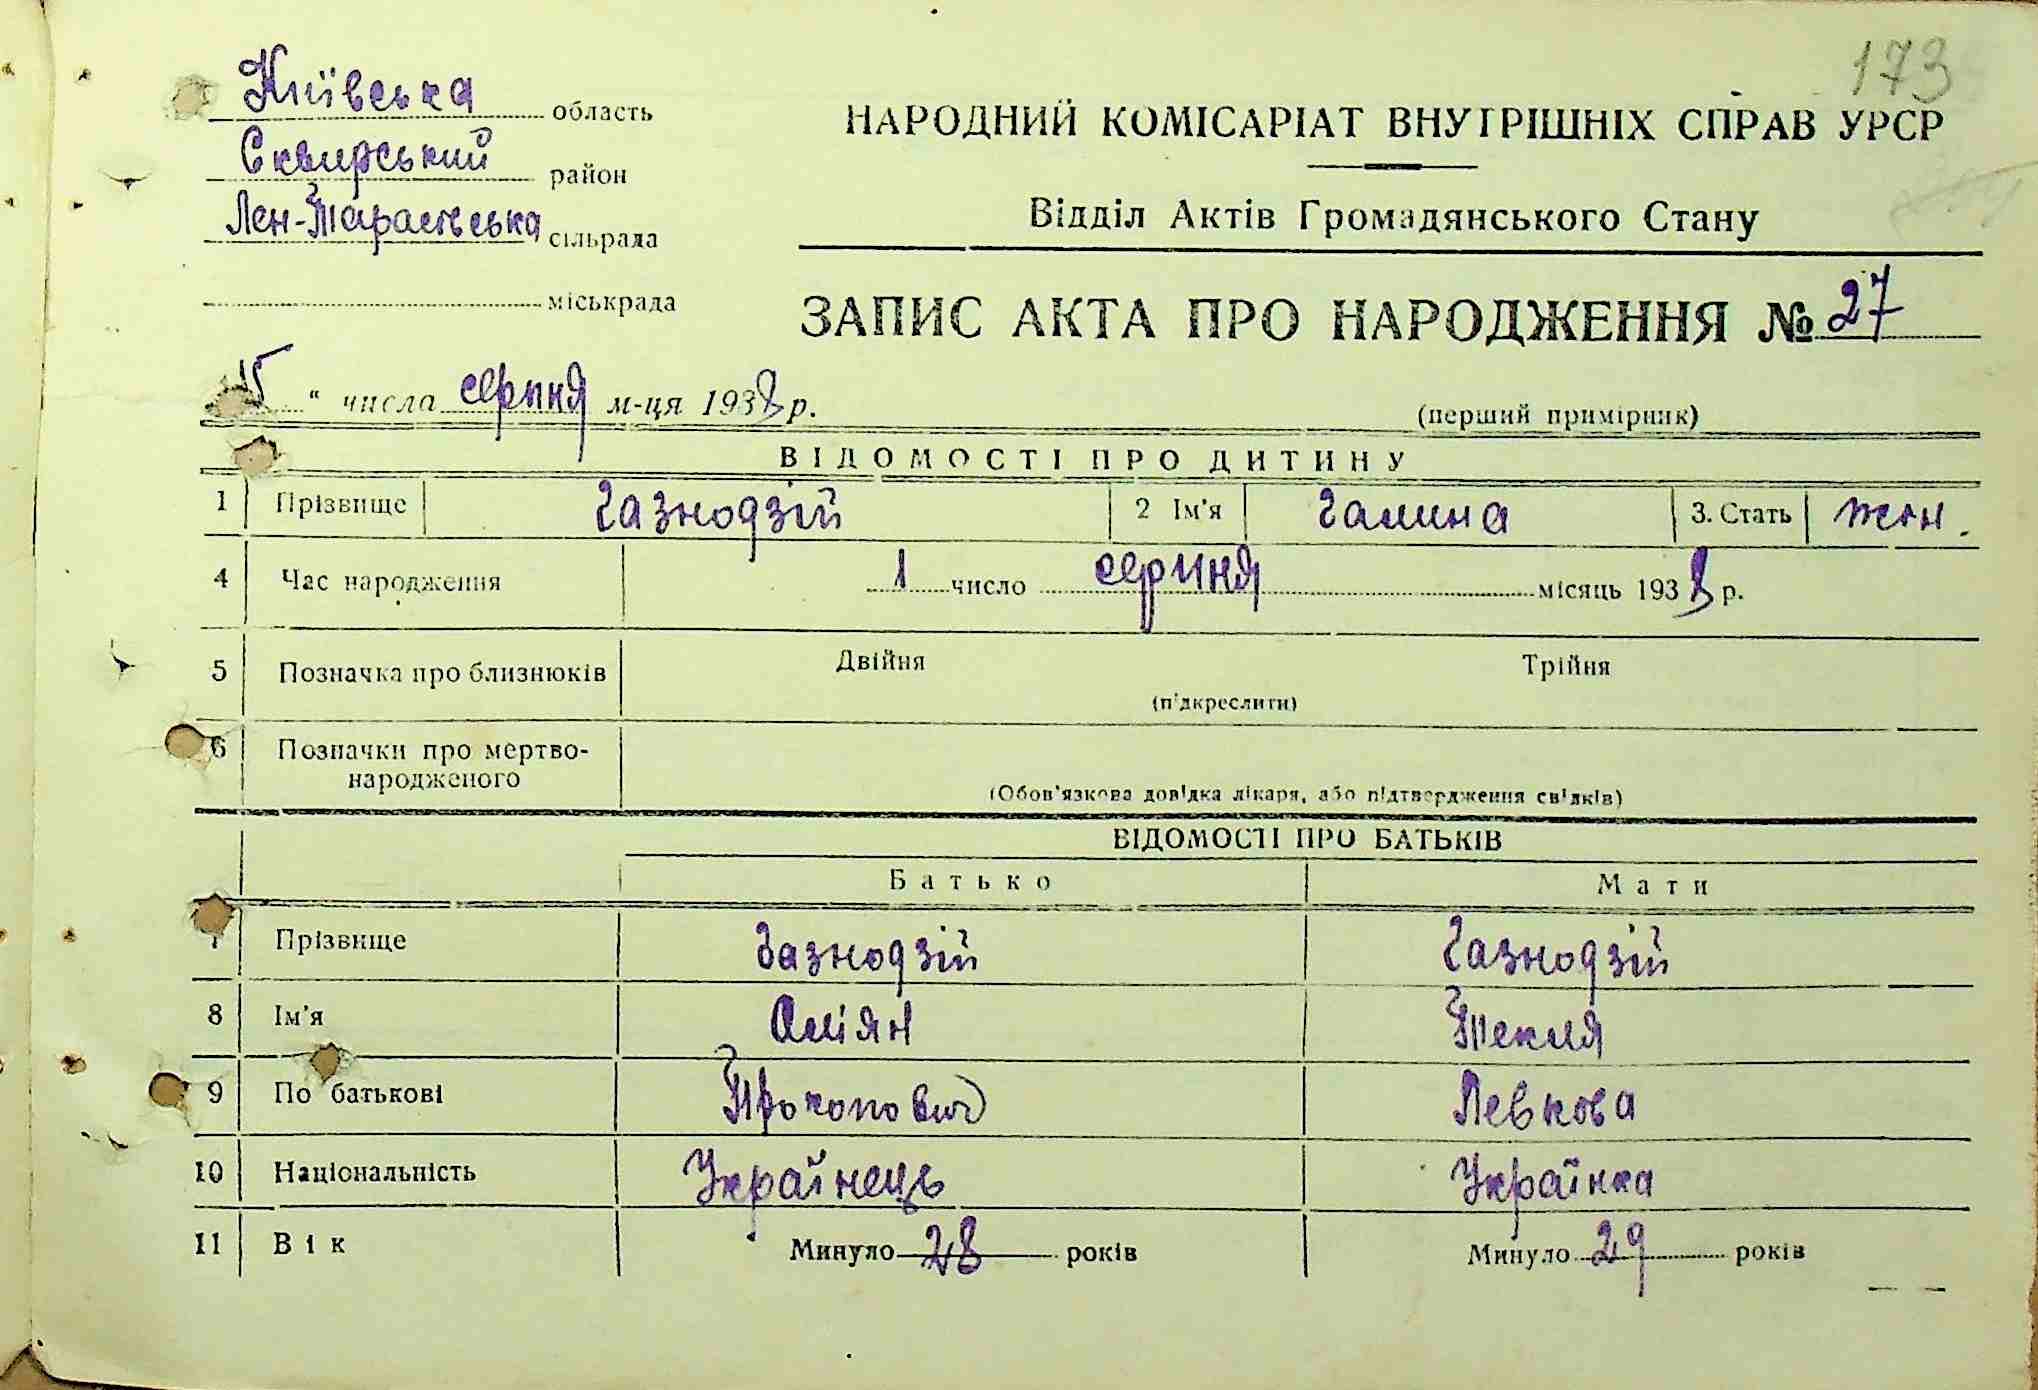 173
Київська область
Сквирський район
Лен-Тарасівська сільрада
міськрада
НАРОДНИЙ КОМІСАРІАТ ВНУТРІШНІХ СПРАВ УРСР
Відділ Актів Громадянського Стану
ЗАПИС АКТА ПРО НАРОДЖЕННЯ № 27
5 " числа серпня м-ця 1938 р.
(перший примірник)
ВІДОМОСТІ ПРО ДИТИНУ
1 Прізвище Газнодзій 2 Ім'я Галина 3. Стать жін.
4 Час народження 1 число серпня місяць 1938 р.
5 Позначка про близнюків Двійня Трійня
(підкреслити)
6 Позначки про мертво-
народженого
(Обов'язкова довідка лікаря, або підтвердження свідків)
ВІДОМОСТІ ПРО БАТЬКІВ
Батько Мати
7 Прізвище Газнодзій Газнодзій
8 Ім'я Оміян Текля
9 По батькові Прокопович Левкова
10 Національність Українець Українка
11 Вік Минуло 28 років Минуло 29 років